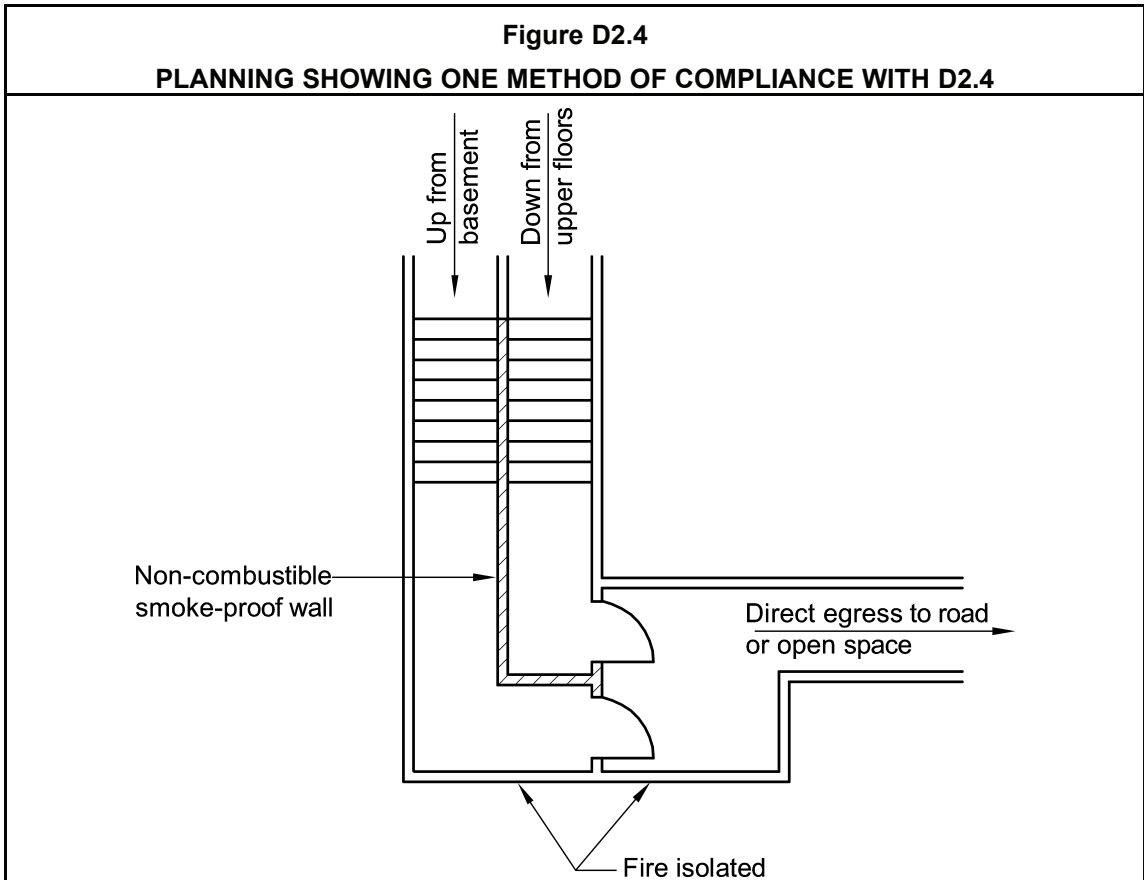 Figure D2.4
PLANNING SHOWING ONE METHOD OF COMPLIANCE WITH D2.4
Up from
basement
Down from
upper floors
Non-combustible
smoke-proof wall
Direct egress to road
or open space
Fire isolated